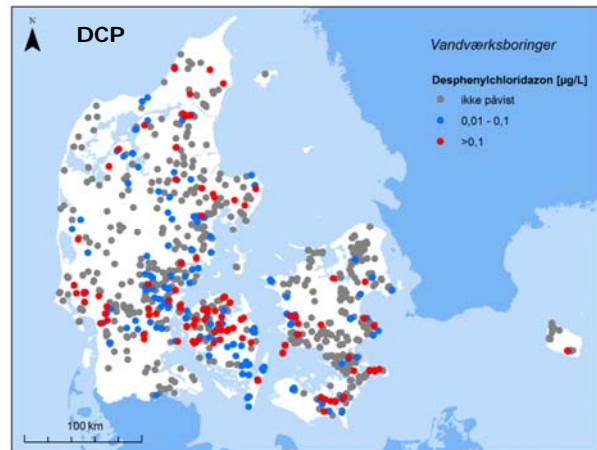 N
DCP
Vandværksboringer
Desphenylchloridazon [µg/L]
ikke påvist
0,01 - 0,1
>0,1
100 km